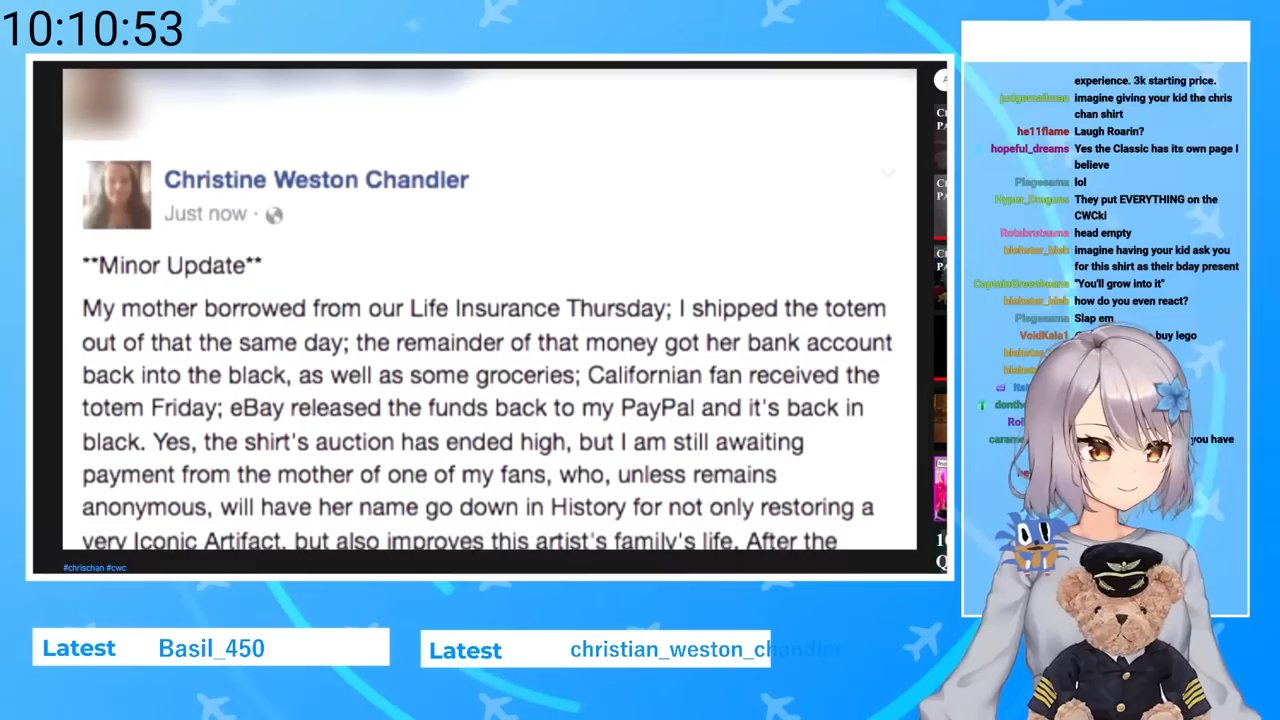 10:10:53
Christine Weston Chandler
Just now ·
**Minor Update**
My mother borrowed from our Life Insurance Thursday; I shipped the totem
out of that the same day; the remainder of that money got her bank account
back into the black, as well as some groceries; Californian fan received the
totem Friday; eBay released the funds back to my PayPal and it's back in
black. Yes, the shirt's auction has ended high, but I am still awaiting
payment from the mother of one of my fans, who, unless remains
anonymous, will have her name go down in History for not only restoring a
very Iconic Artifact, but also improves this artist's family's life. After the
#chrischan #cwc
experience. 3k starting price.
imagine giving your kid the chris
chan shirt
he11flame Laugh Roarin?
hopeful_dreams Yes the Classic has its own page I
believe
Plagesama lol
Hyper_Dragons They put EVERYTHING on the
CWCki
Rotabrutsama head empty
imagine having your kid ask you
for this shirt as their bday present
"You'll grow into it"
how do you even react?
Plagesama Slap em
VoidKaia1 buy lego
you have
Latest Basil_450
Latest christian_weston_chandler